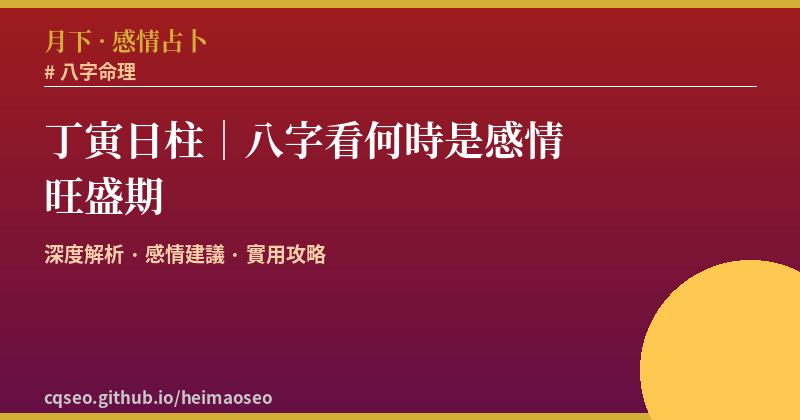 月下 · 感情占卜
# 八字命理
丁寅日柱｜八字看何時是感情
旺盛期
深度解析 · 感情建議 · 實用攻略
cqseo.github.io/heimaoseo